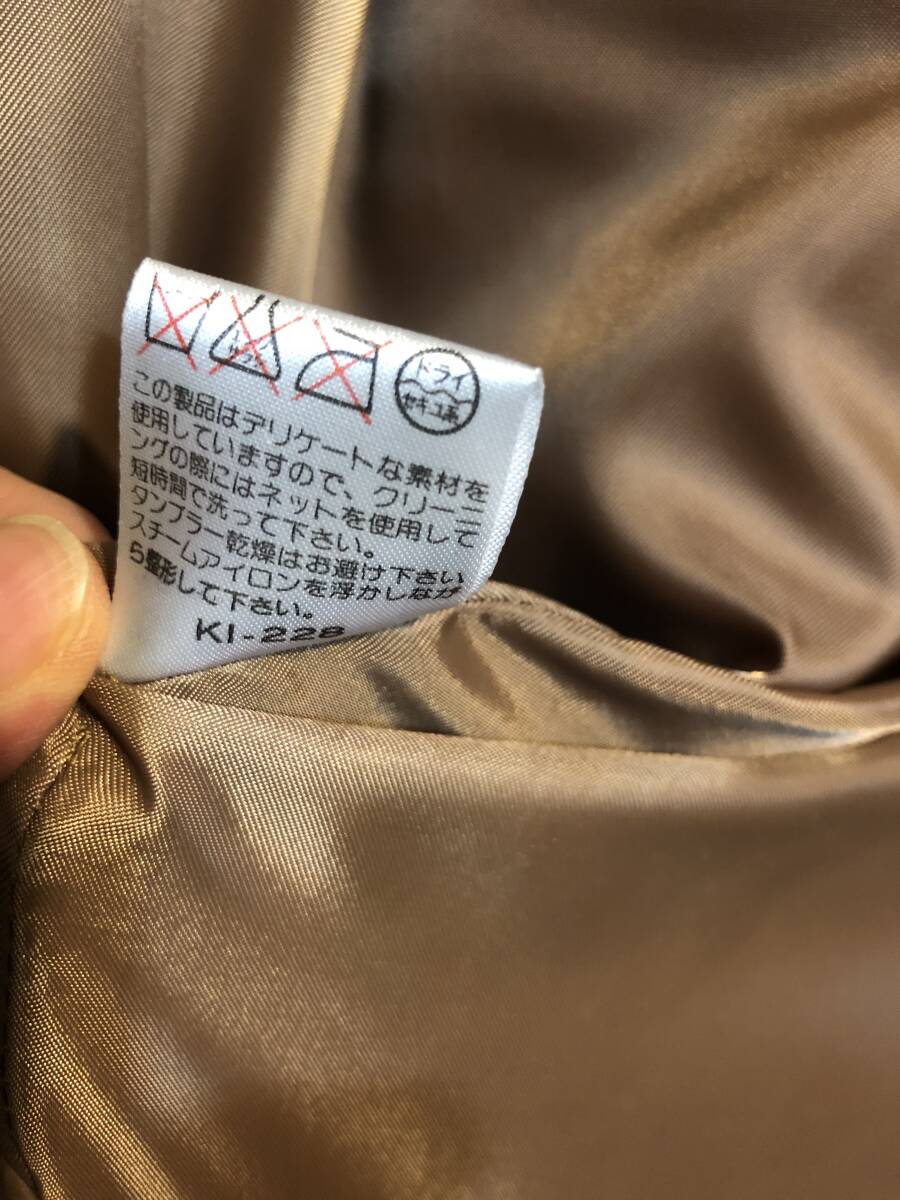 ドライ
セキユ系
この製品はデリケートな素材を
使用していますので、クリーニ
ングの際にはネットを使用して
短時間で洗って下さい。
タンブラー乾燥はお避け下さい
スチームアイロンを浮かしなが
ら整形して下さい。
KI-228